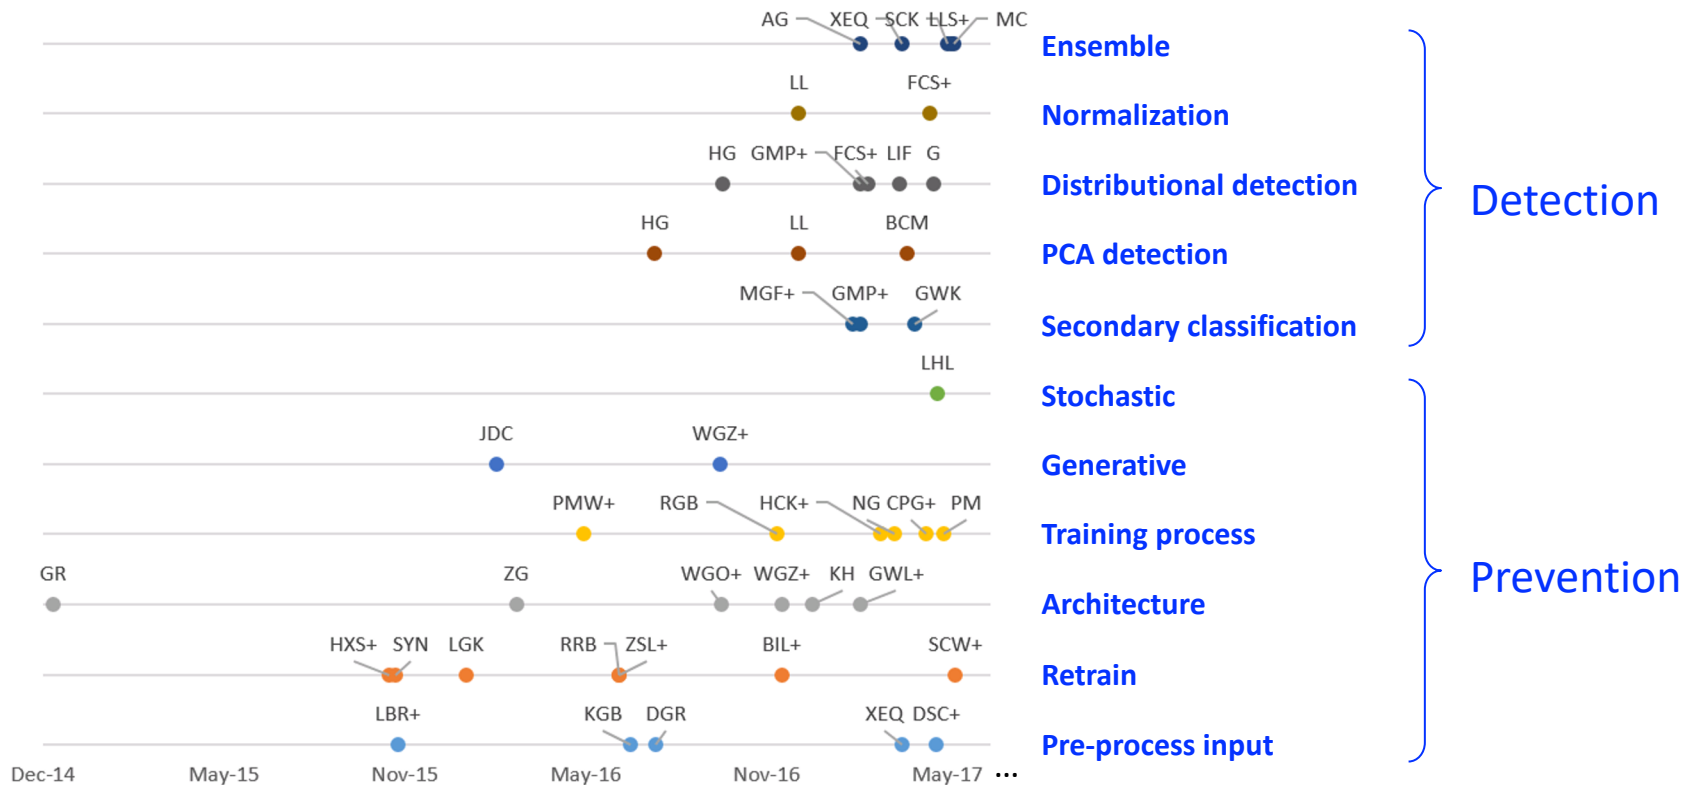 AG XEQ SCK LLS+ MC
Ensemble
LL FCS+
Normalization
HG GMP+ FCS+ LIF G
Distributional detection
Detection
HG LL BCM
PCA detection
MGF+ GMP+ GWK
Secondary classification
LHL
Stochastic
JDC WGZ+
Generative
PMW+ RGB HCK+ NG CPG+ PM
Training process
Prevention
GR ZG WGO+ WGZ+ KH GWL+
Architecture
HXS+ SYN LGK RRB ZSL+ BIL+ SCW+
Retrain
LBR+ KGB DGR XEQ DSC+
Pre-process input
Dec-14 May-15 Nov-15 May-16 Nov-16 May-17 ...